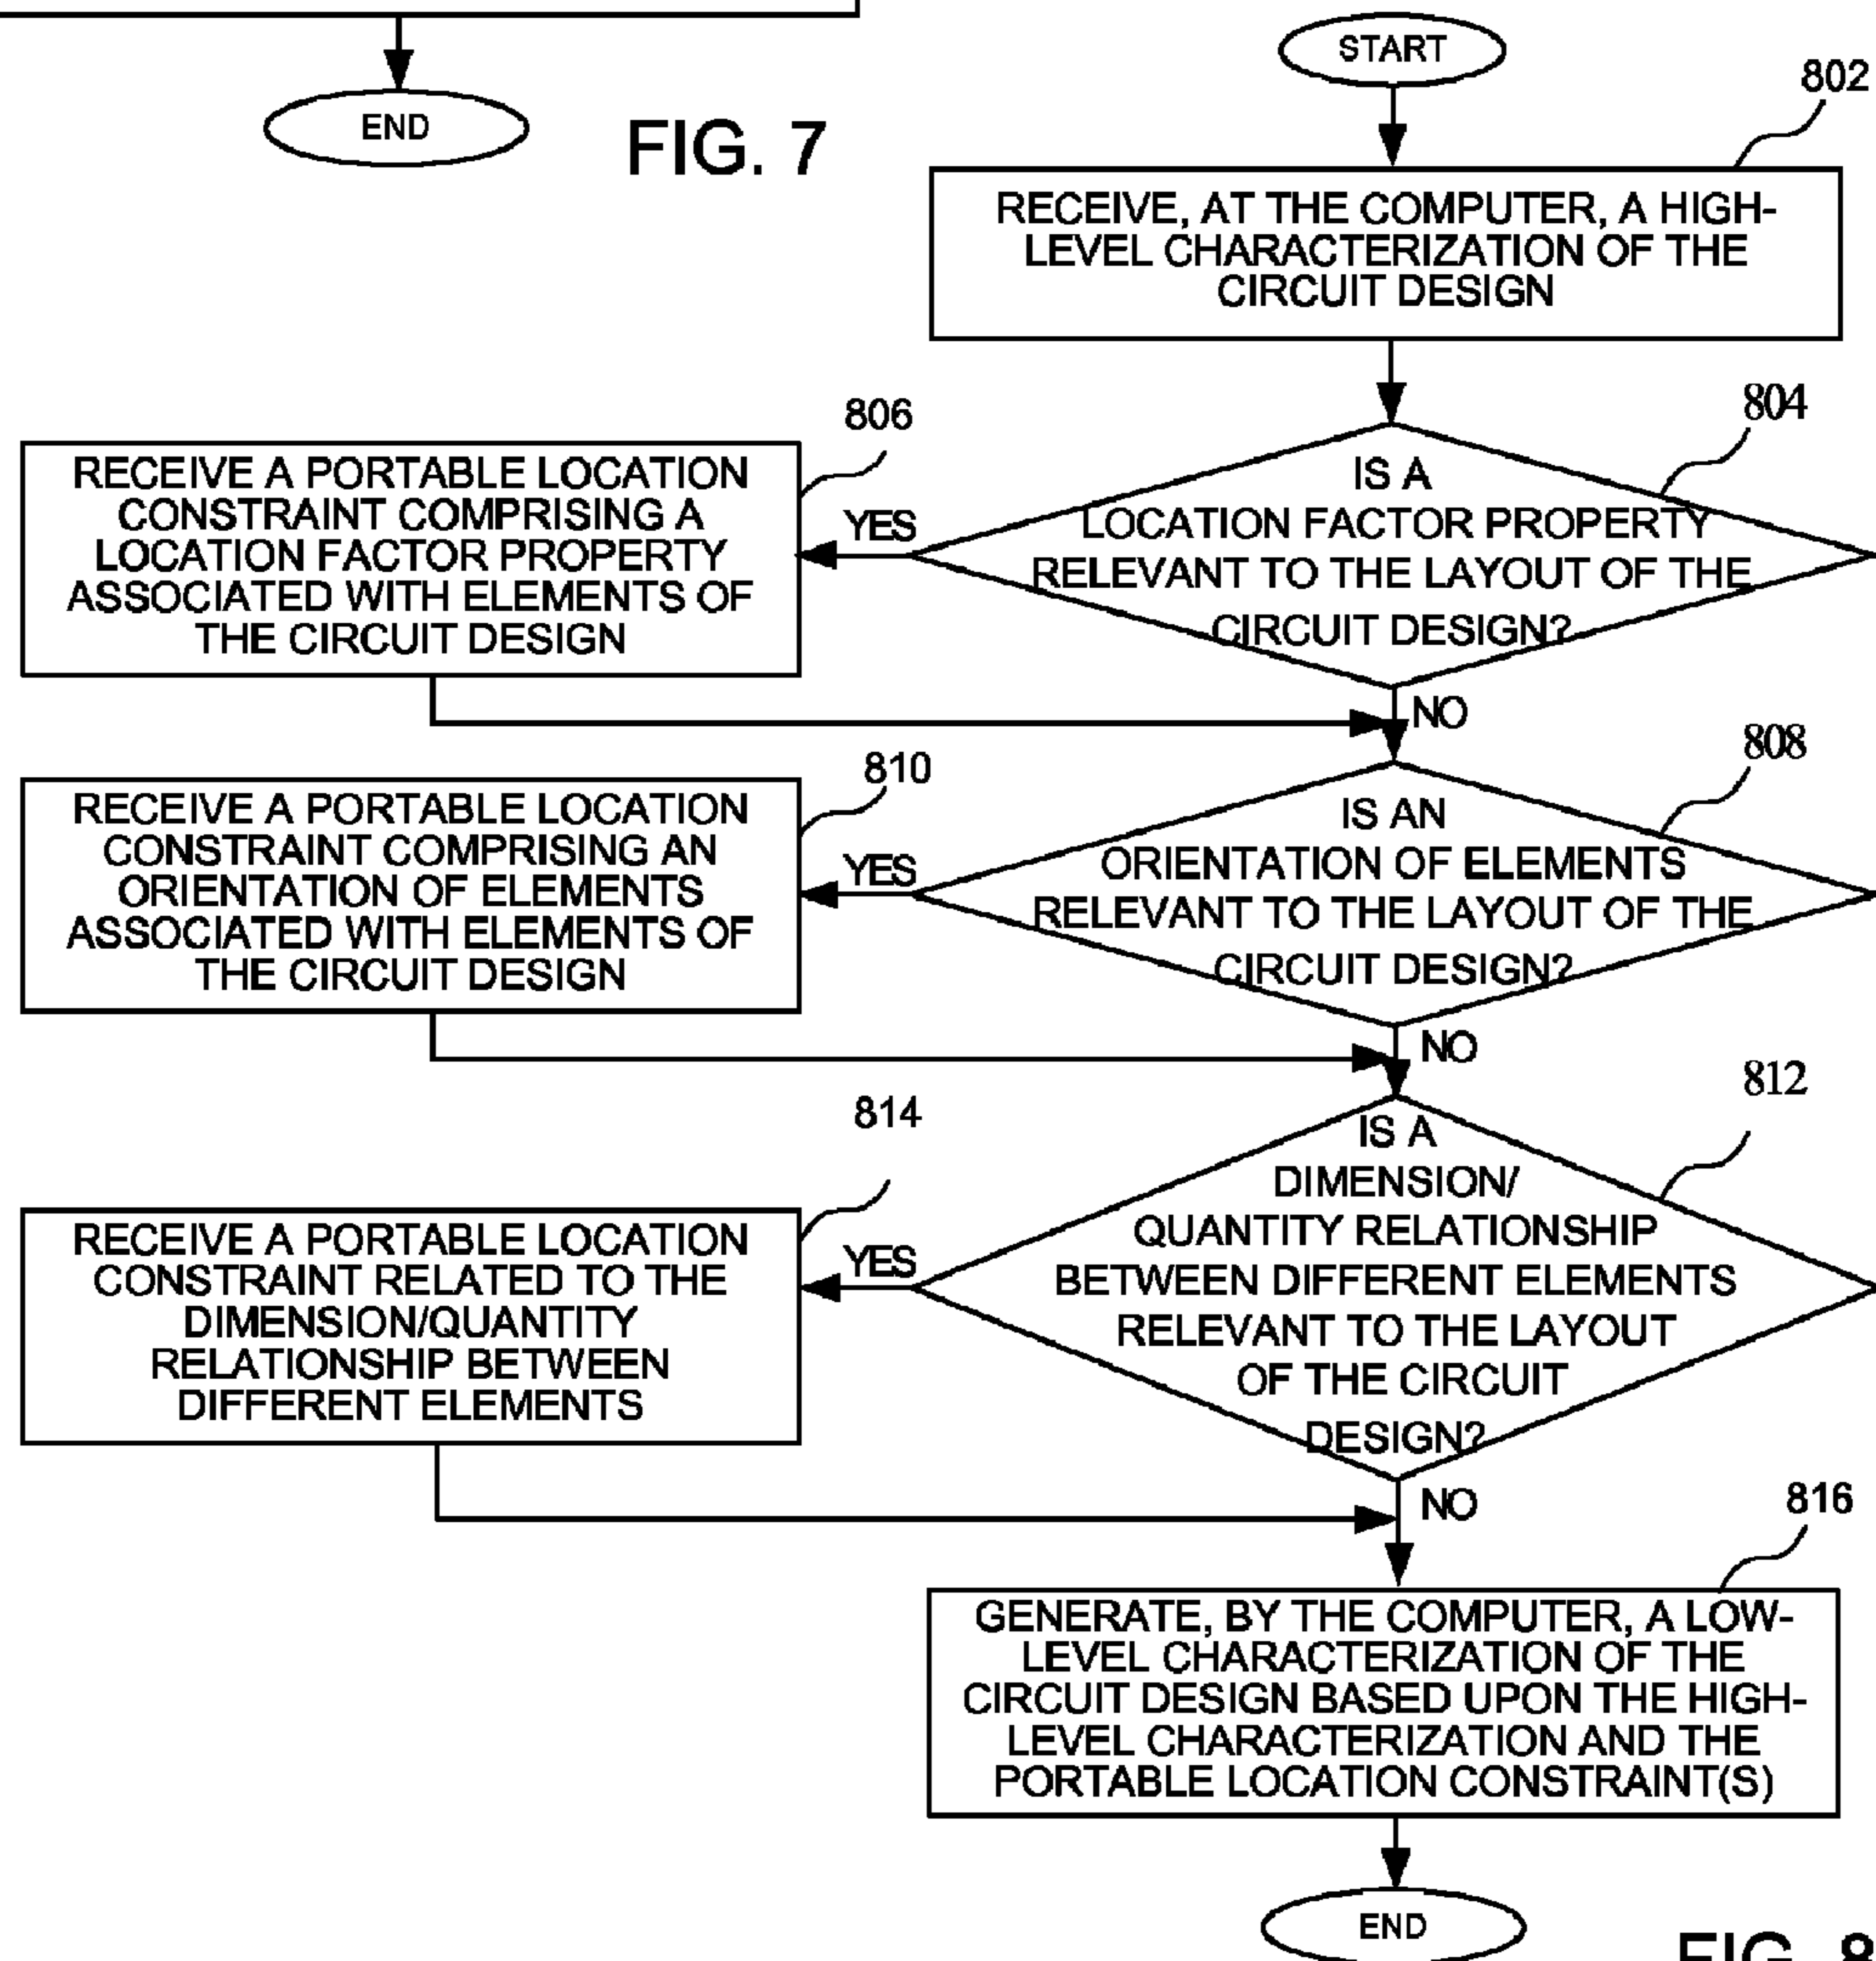 END
FIG. 7
START
802
RECEIVE, AT THE COMPUTER, A HIGH-
LEVEL CHARACTERIZATION OF THE
CIRCUIT DESIGN
804
IS A
LOCATION FACTOR PROPERTY
RELEVANT TO THE LAYOUT OF THE
CIRCUIT DESIGN?
YES
806
RECEIVE A PORTABLE LOCATION
CONSTRAINT COMPRISING A
LOCATION FACTOR PROPERTY
ASSOCIATED WITH ELEMENTS OF
THE CIRCUIT DESIGN
NO
808
IS AN
ORIENTATION OF ELEMENTS
RELEVANT TO THE LAYOUT OF THE
CIRCUIT DESIGN?
YES
810
RECEIVE A PORTABLE LOCATION
CONSTRAINT COMPRISING AN
ORIENTATION OF ELEMENTS
ASSOCIATED WITH ELEMENTS OF
THE CIRCUIT DESIGN
NO
812
IS A
DIMENSION/
QUANTITY RELATIONSHIP
BETWEEN DIFFERENT ELEMENTS
RELEVANT TO THE LAYOUT
OF THE CIRCUIT
DESIGN?
YES
814
RECEIVE A PORTABLE LOCATION
CONSTRAINT RELATED TO THE
DIMENSION/QUANTITY
RELATIONSHIP BETWEEN
DIFFERENT ELEMENTS
NO
816
GENERATE, BY THE COMPUTER, A LOW-
LEVEL CHARACTERIZATION OF THE
CIRCUIT DESIGN BASED UPON THE HIGH-
LEVEL CHARACTERIZATION AND THE
PORTABLE LOCATION CONSTRAINT(S)
END
FIG. 8